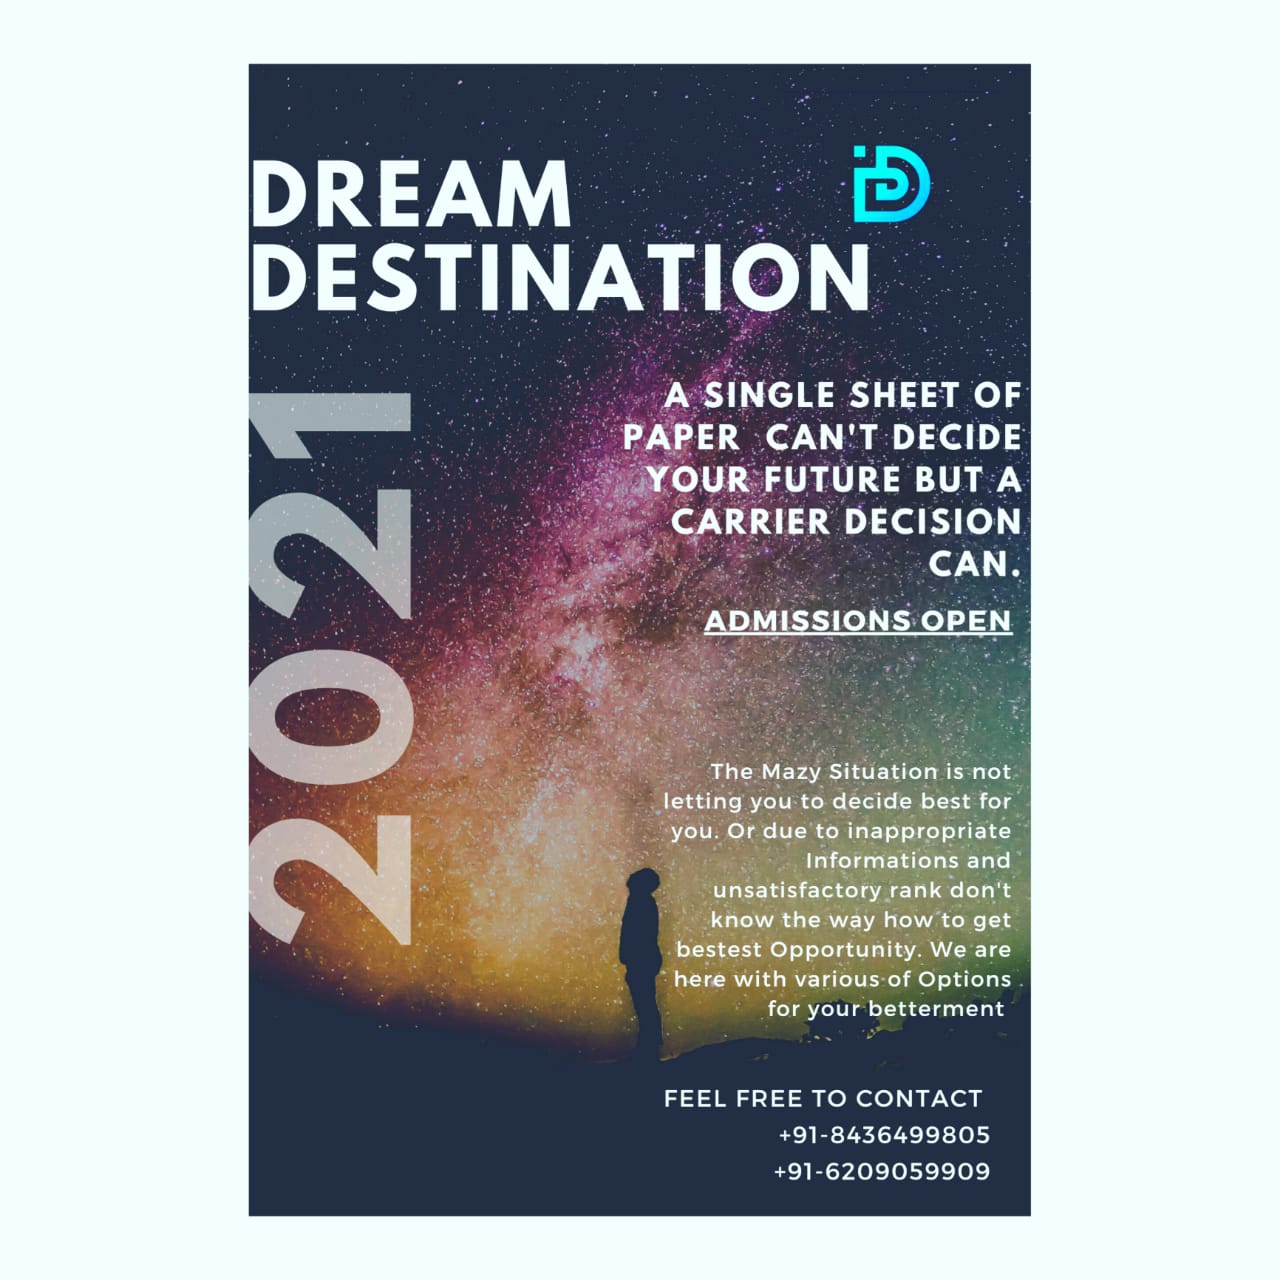 DREAM
DESTINATION
2021
A SINGLE SHEET OF
PAPER CAN'T DECIDE
YOUR FUTURE BUT A
CARRIER DECISION
CAN.
ADMISSIONS OPEN
The Mazy Situation is not
letting you to decide best for
you. Or due to inappropriate
Informations and
unsatisfactory rank don't
know the way how to get
bestest Opportunity. We are
here with various of Options
for your betterment
FEEL FREE TO CONTACT
+91-8436499805
+91-6209059909